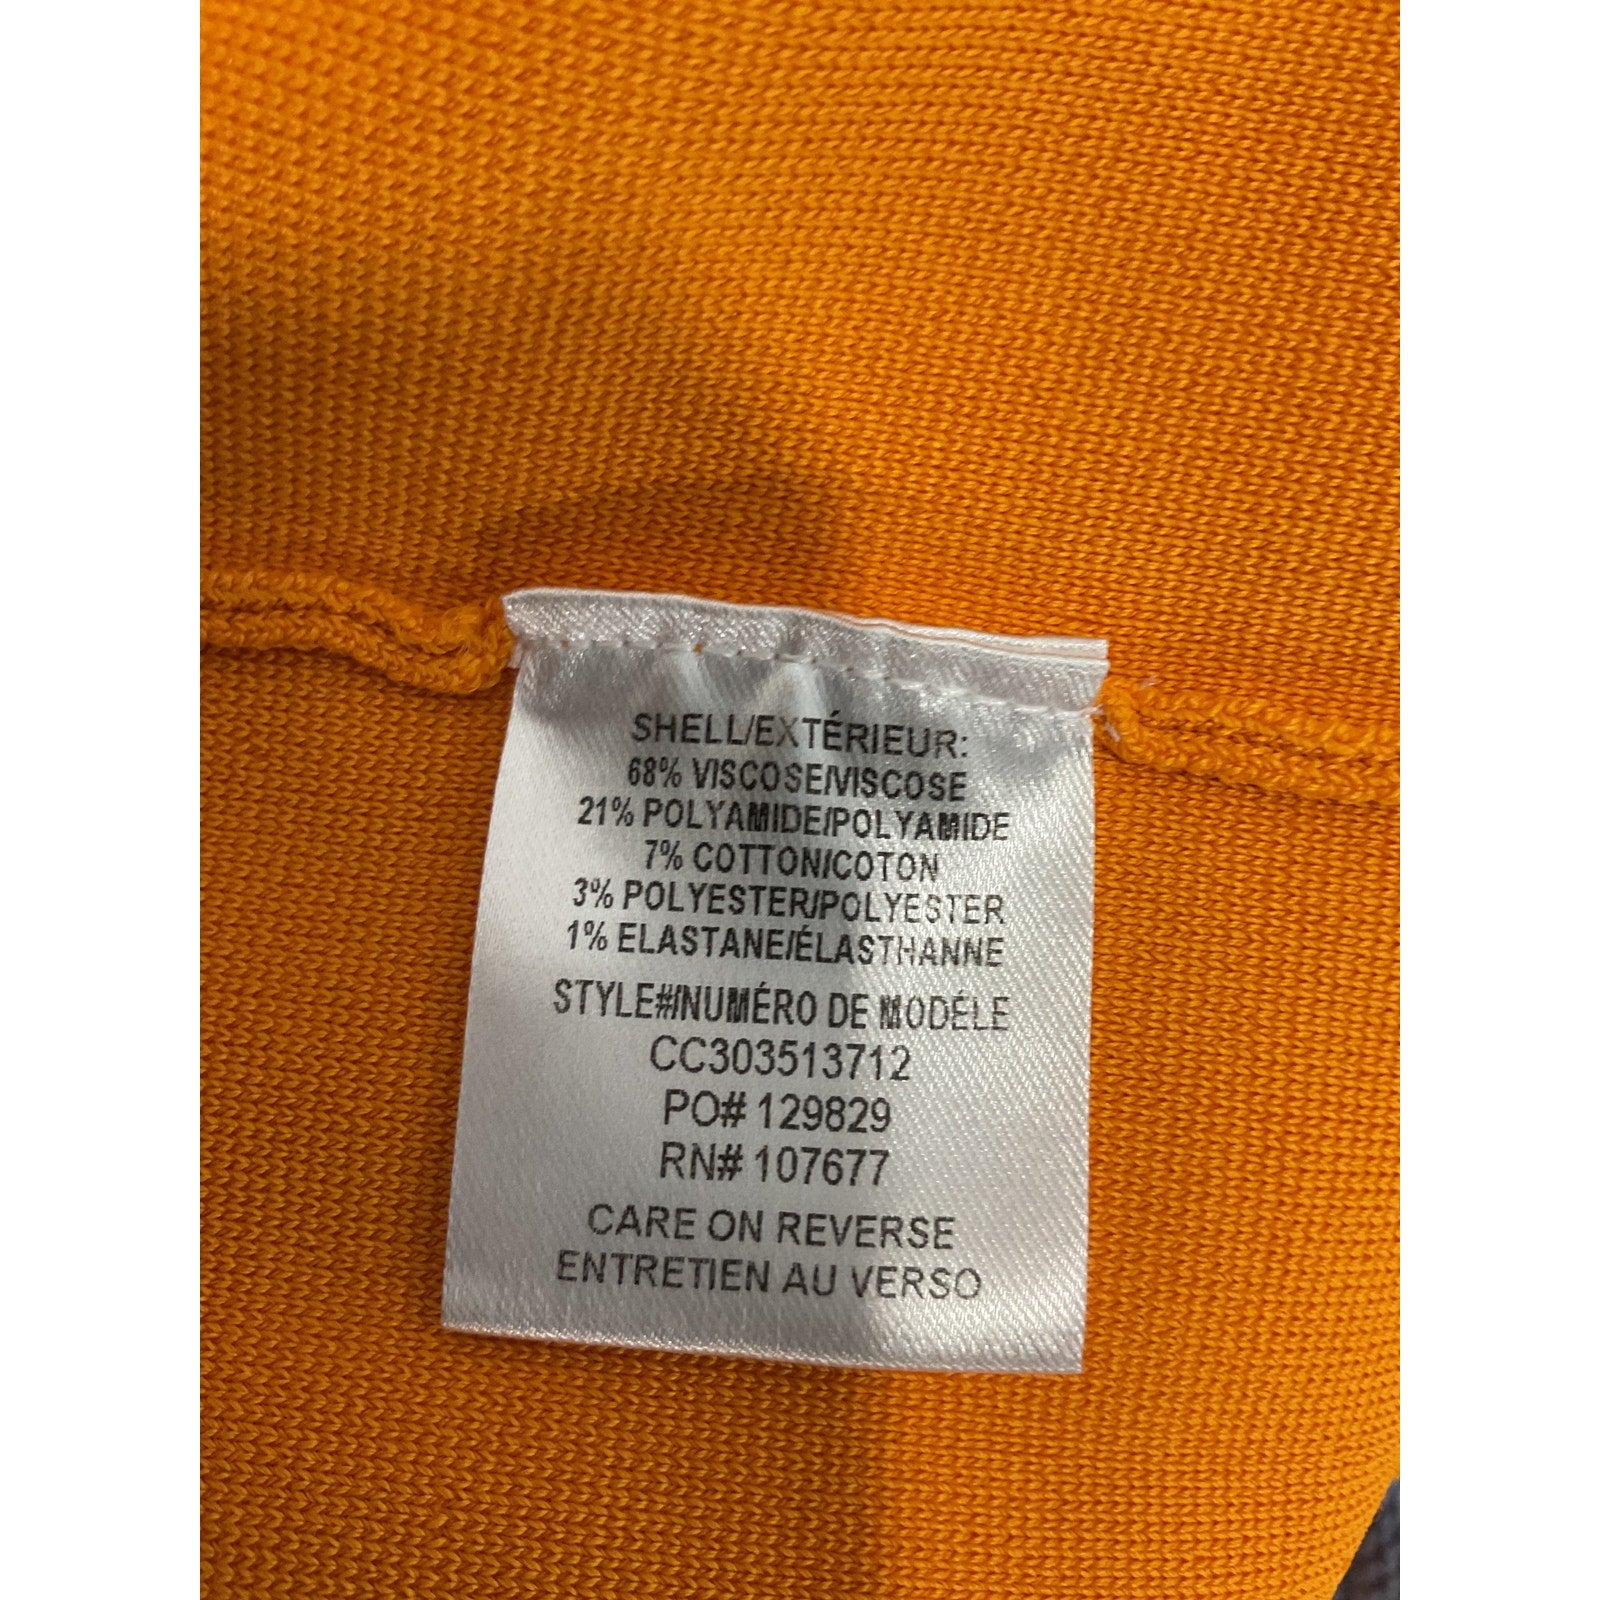 SHELL/EXTÉRIEUR:
68% VISCOSE/VISCOSE
21% POLYAMIDE/POLYAMIDE
7% COTTON/COTON
3% POLYESTER/POLYESTER
1% ELASTANE/ÉLASTHANNE
STYLE#/NUMÉRO DE MODÉLE
CC303513712
PO# 129829
RN# 107677
CARE ON REVERSE
ENTRETIEN AU VERSO